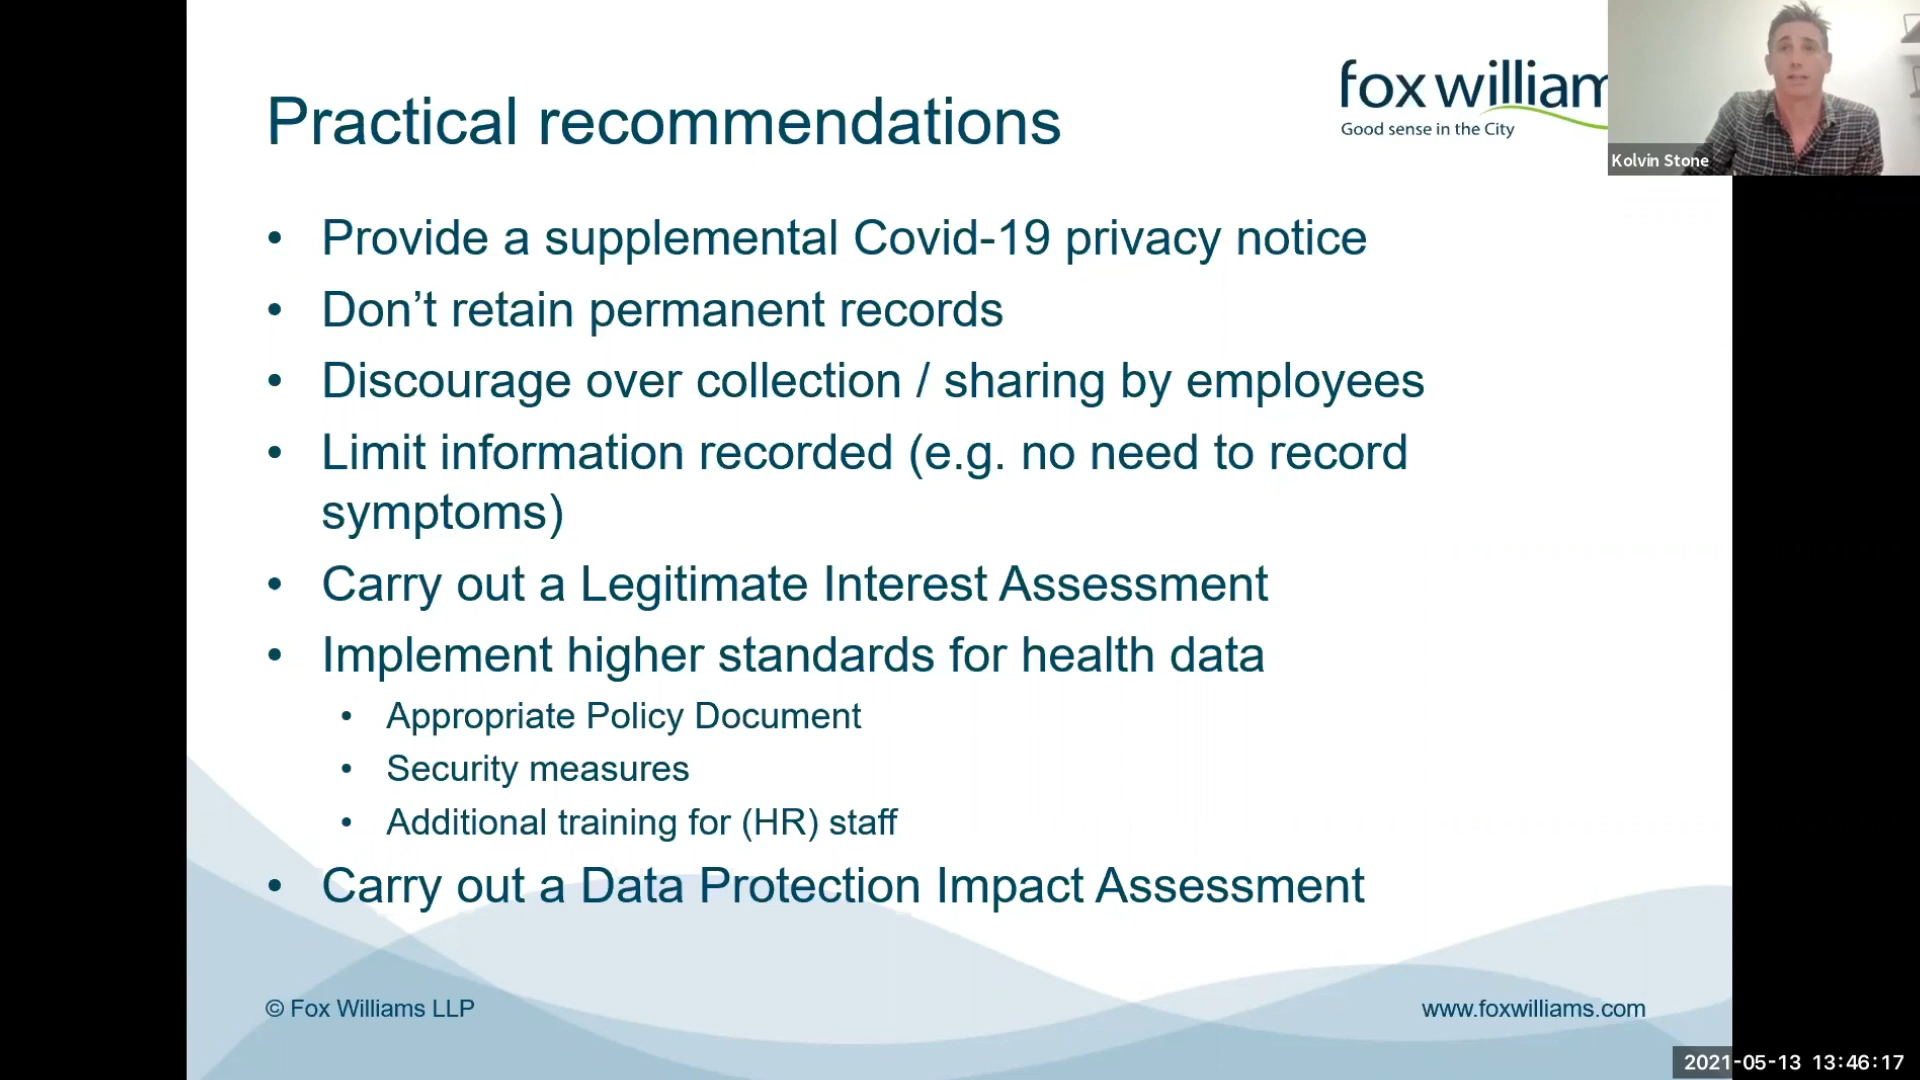 fox william
Good sense in the City
Kolvin Stone
Practical recommendations
• Provide a supplemental Covid-19 privacy notice
• Don’t retain permanent records
• Discourage over collection / sharing by employees
• Limit information recorded (e.g. no need to record
symptoms)
• Carry out a Legitimate Interest Assessment
• Implement higher standards for health data
• Appropriate Policy Document
• Security measures
• Additional training for (HR) staff
• Carry out a Data Protection Impact Assessment
© Fox Williams LLP
www.foxwilliams.com
2021-05-13 13:46:17